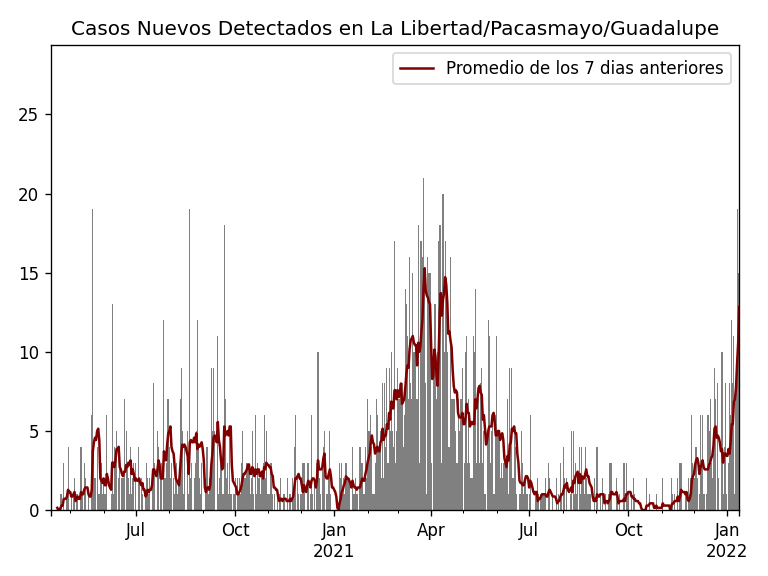 Casos Nuevos Detectados en La Libertad/Pacasmayo/Guadalupe
Promedio de los 7 dias anteriores
25
20
15
10
5
0
Jul
Oct
Jan
2021
Apr
Jul
Oct
Jan
2022